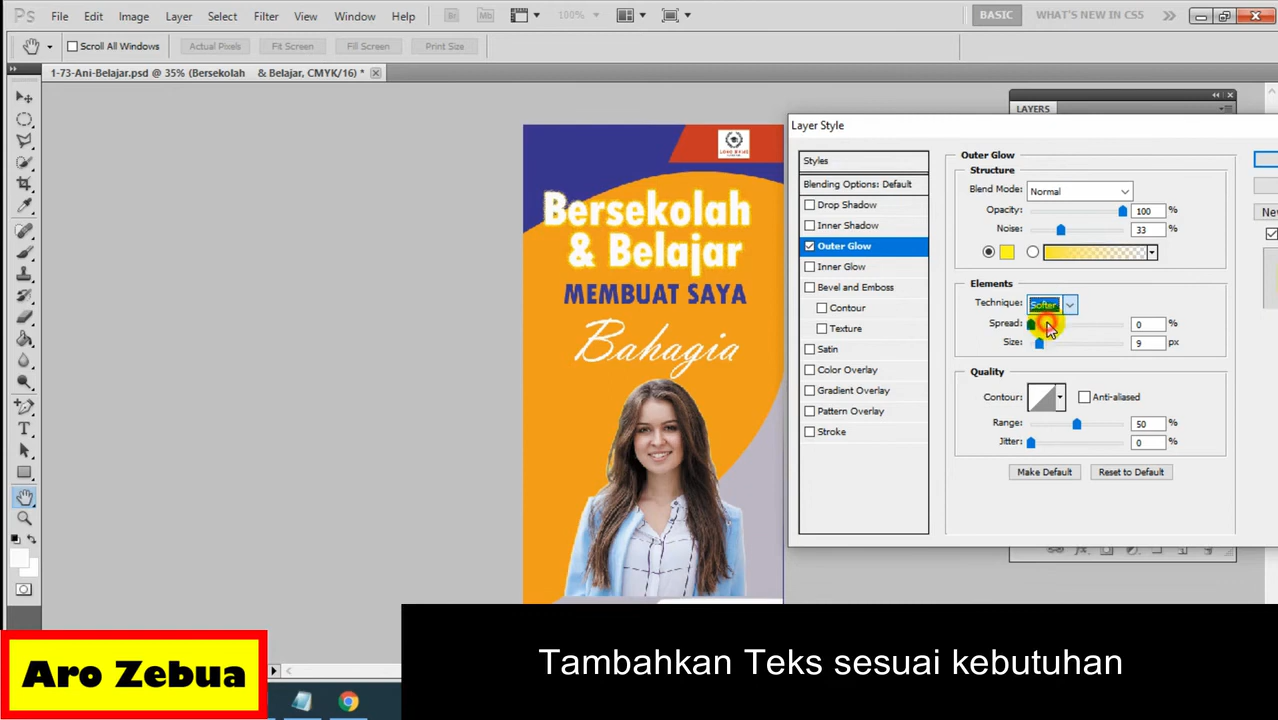 Ps File Edit Image Layer Select Filter View Window Help Br Mb 100% BASIC WHAT'S NEW IN CS5
Scroll All Windows Actual Pixels Fit Screen Fill Screen Print Size
1-73-Ani-Belajar.psd @ 35% (Bersekolah & Belajar, CMYK/16) *
LAYERS
Layer Style
Styles
Blending Options: Default
Drop Shadow
Inner Shadow
Outer Glow
Inner Glow
Bevel and Emboss
Contour
Texture
Satin
Color Overlay
Gradient Overlay
Pattern Overlay
Stroke
Outer Glow
Structure
Blend Mode: Normal
Opacity: 100 %
Noise: 33 %
Elements
Technique: Softer
Spread: 0 %
Size: 9 px
Quality
Contour: Anti-aliased
Range: 50 %
Jitter: 0 %
Make Default Reset to Default
Bersekolah
& Belajar
MEMBUAT SAYA
Bahagia
Aro Zebua
Tambahkan Teks sesuai kebutuhan